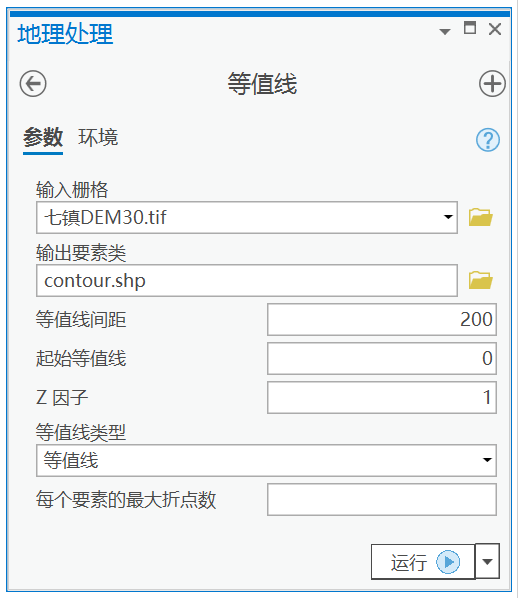 地理处理
等值线
参数 环境
输入栅格
七镇DEM30.tif
输出要素类
contour.shp
等值线间距 200
起始等值线 0
Z 因子 1
等值线类型
等值线
每个要素的最大折点数
运行